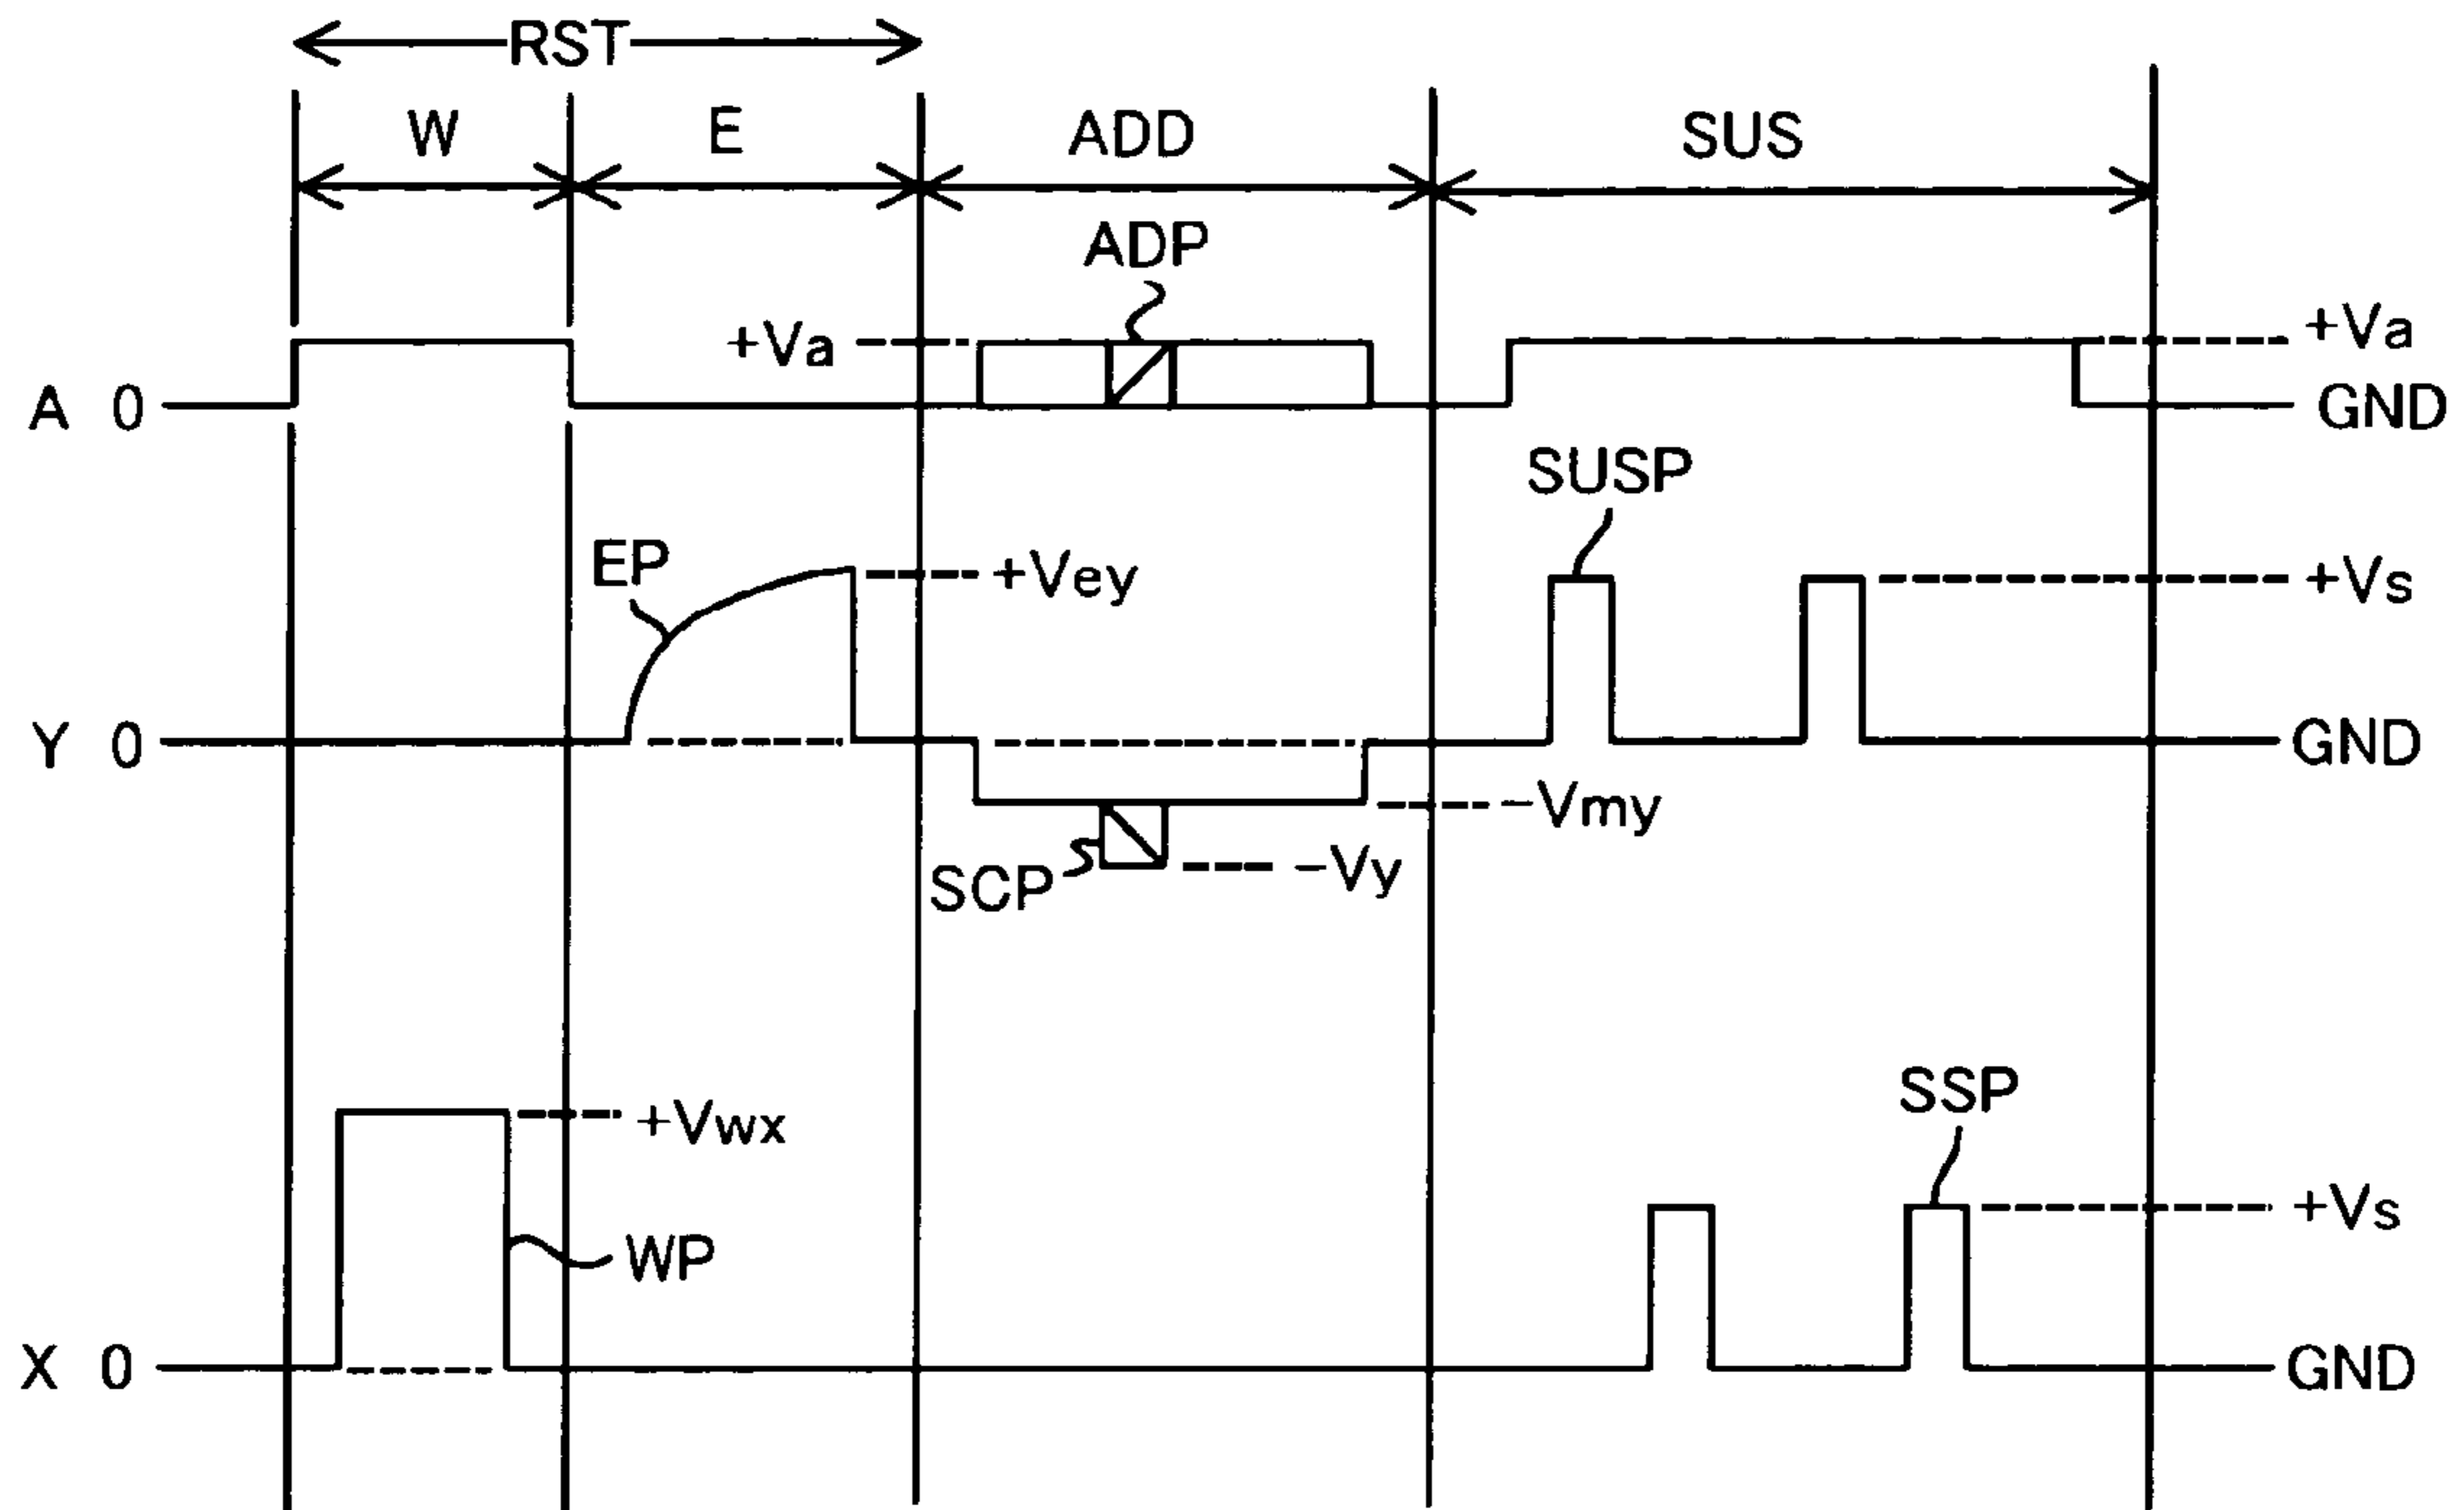 RST
W E ADD SUS
ADP
+Va +Va
A 0 GND
SUSP
EP +Vey +Vs
Y 0 GND
-Vmy
SCP -Vy
SSP
+Vwx
+Vs
WP
X 0 GND